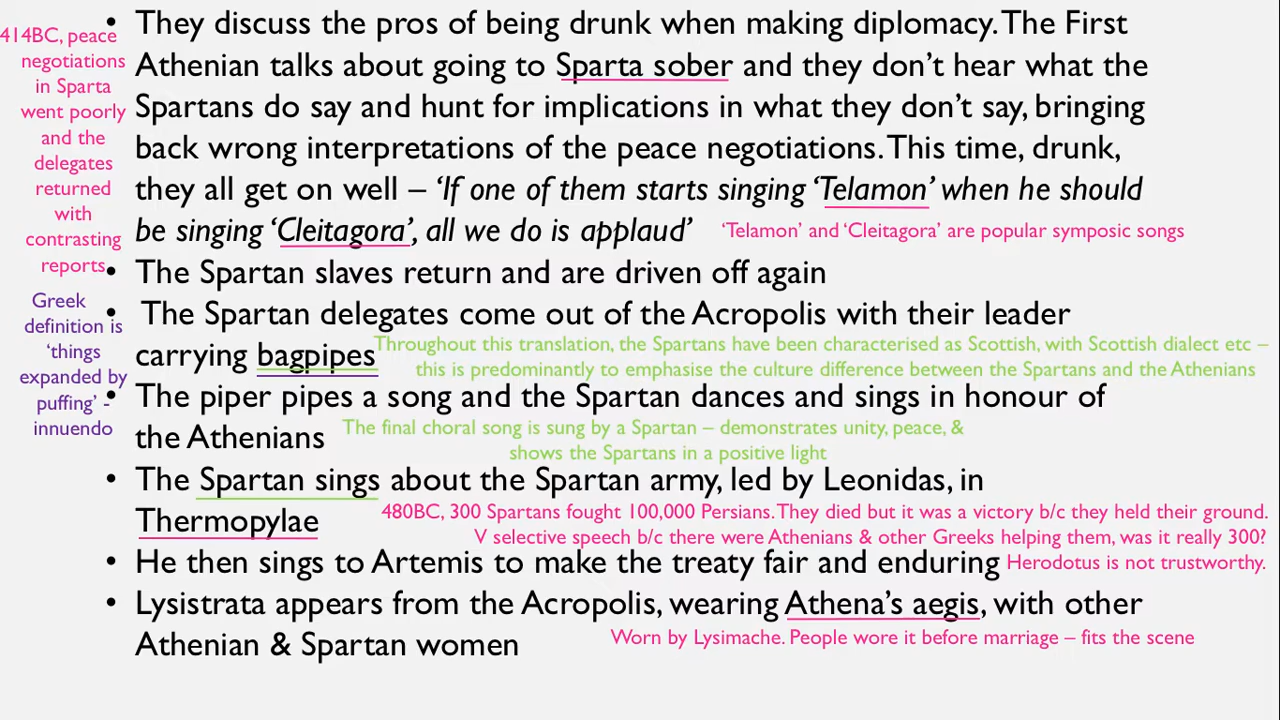 414BC, peace
negotiations
in Sparta
went poorly
and the
delegates
returned
with
contrasting
reports
Greek
definition is
‘things
expanded by
puffing’ -
innuendo
• They discuss the pros of being drunk when making diplomacy. The First
Athenian talks about going to Sparta sober and they don’t hear what the
Spartans do say and hunt for implications in what they don’t say, bringing
back wrong interpretations of the peace negotiations. This time, drunk,
they all get on well – ‘If one of them starts singing ‘Telamon’ when he should
be singing ‘Cleitagora’, all we do is applaud’
‘Telamon’ and ‘Cleitagora’ are popular symposic songs
• The Spartan slaves return and are driven off again
• The Spartan delegates come out of the Acropolis with their leader
carrying bagpipes
Throughout this translation, the Spartans have been characterised as Scottish, with Scottish dialect etc –
this is predominantly to emphasise the culture difference between the Spartans and the Athenians
• The piper pipes a song and the Spartan dances and sings in honour of
the Athenians
The final choral song is sung by a Spartan – demonstrates unity, peace, &
shows the Spartans in a positive light
• The Spartan sings about the Spartan army, led by Leonidas, in
Thermopylae
480BC, 300 Spartans fought 100,000 Persians. They died but it was a victory b/c they held their ground.
V selective speech b/c there were Athenians & other Greeks helping them, was it really 300?
Herodotus is not trustworthy.
• He then sings to Artemis to make the treaty fair and enduring
• Lysistrata appears from the Acropolis, wearing Athena’s aegis, with other
Athenian & Spartan women
Worn by Lysimache. People wore it before marriage – fits the scene